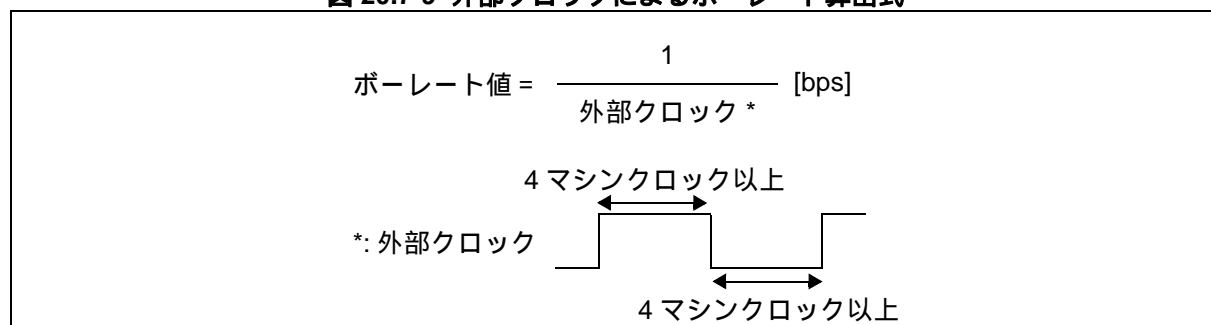 ボーレート値 = 1 / 外部クロック * [bps]
4 マシンクロック以上
*: 外部クロック
4 マシンクロック以上